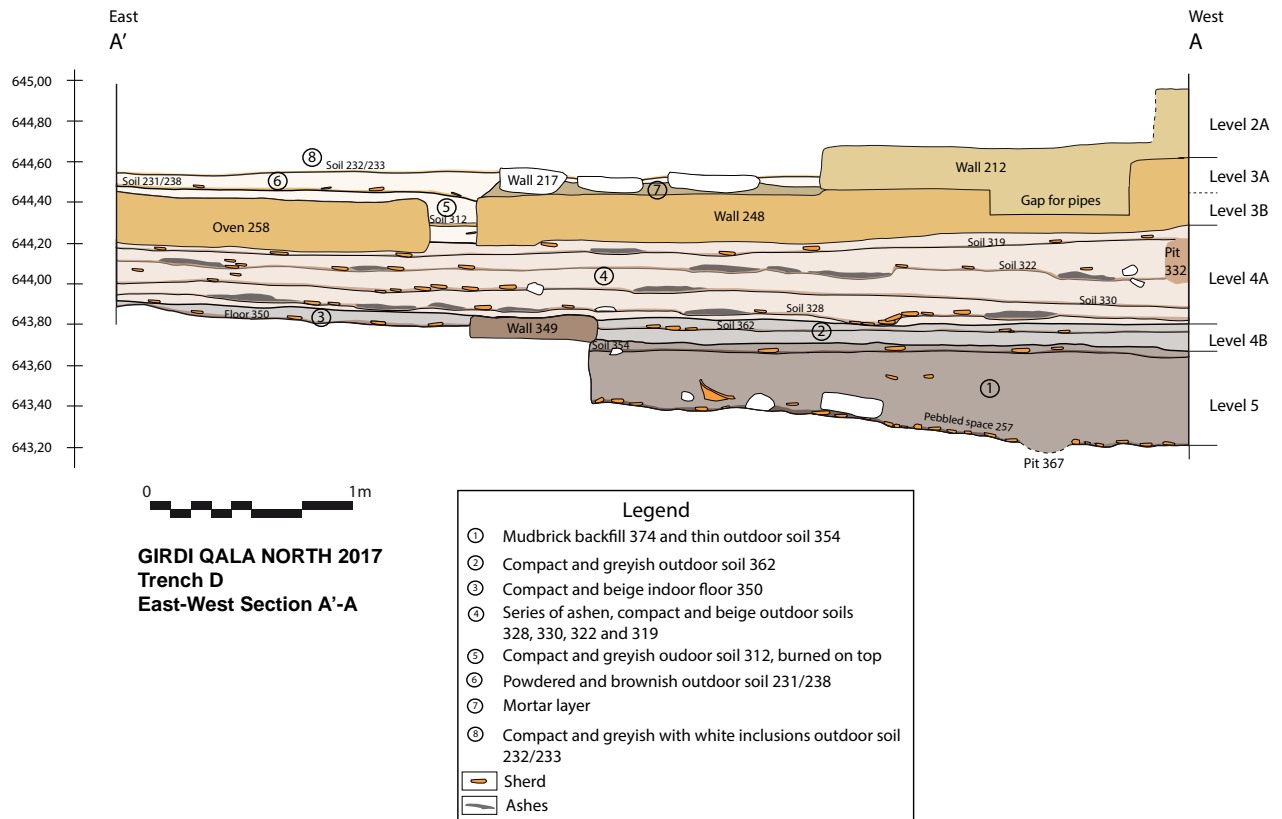 East
A'
West
A
645,00
644,80
644,60
644,40
644,20
644,00
643,80
643,60
643,40
643,20
Level 2A
Level 3A
Level 3B
Level 4A
Level 4B
Level 5
8
Soil 232/233
Soil 231/238
6
Wall 217
7
Wall 212
5
Soil 312
Oven 258
Wall 248
Gap for pipes
Soil 319
Soil 322
Pit
332
4
Soil 330
Soil 328
Floor 350
3
Wall 349
Soil 362
2
Soil 354
1
Pebbled space 257
Pit 367
0
1m
GIRDI QALA NORTH 2017
Trench D
East-West Section A'-A
Legend
1 Mudbrick backfill 374 and thin outdoor soil 354
2 Compact and greyish outdoor soil 362
3 Compact and beige indoor floor 350
4 Series of ashen, compact and beige outdoor soils
328, 330, 322 and 319
5 Compact and greyish oudoor soil 312, burned on top
6 Powdered and brownish outdoor soil 231/238
7 Mortar layer
8 Compact and greyish with white inclusions outdoor soil
232/233
Sherd
Ashes